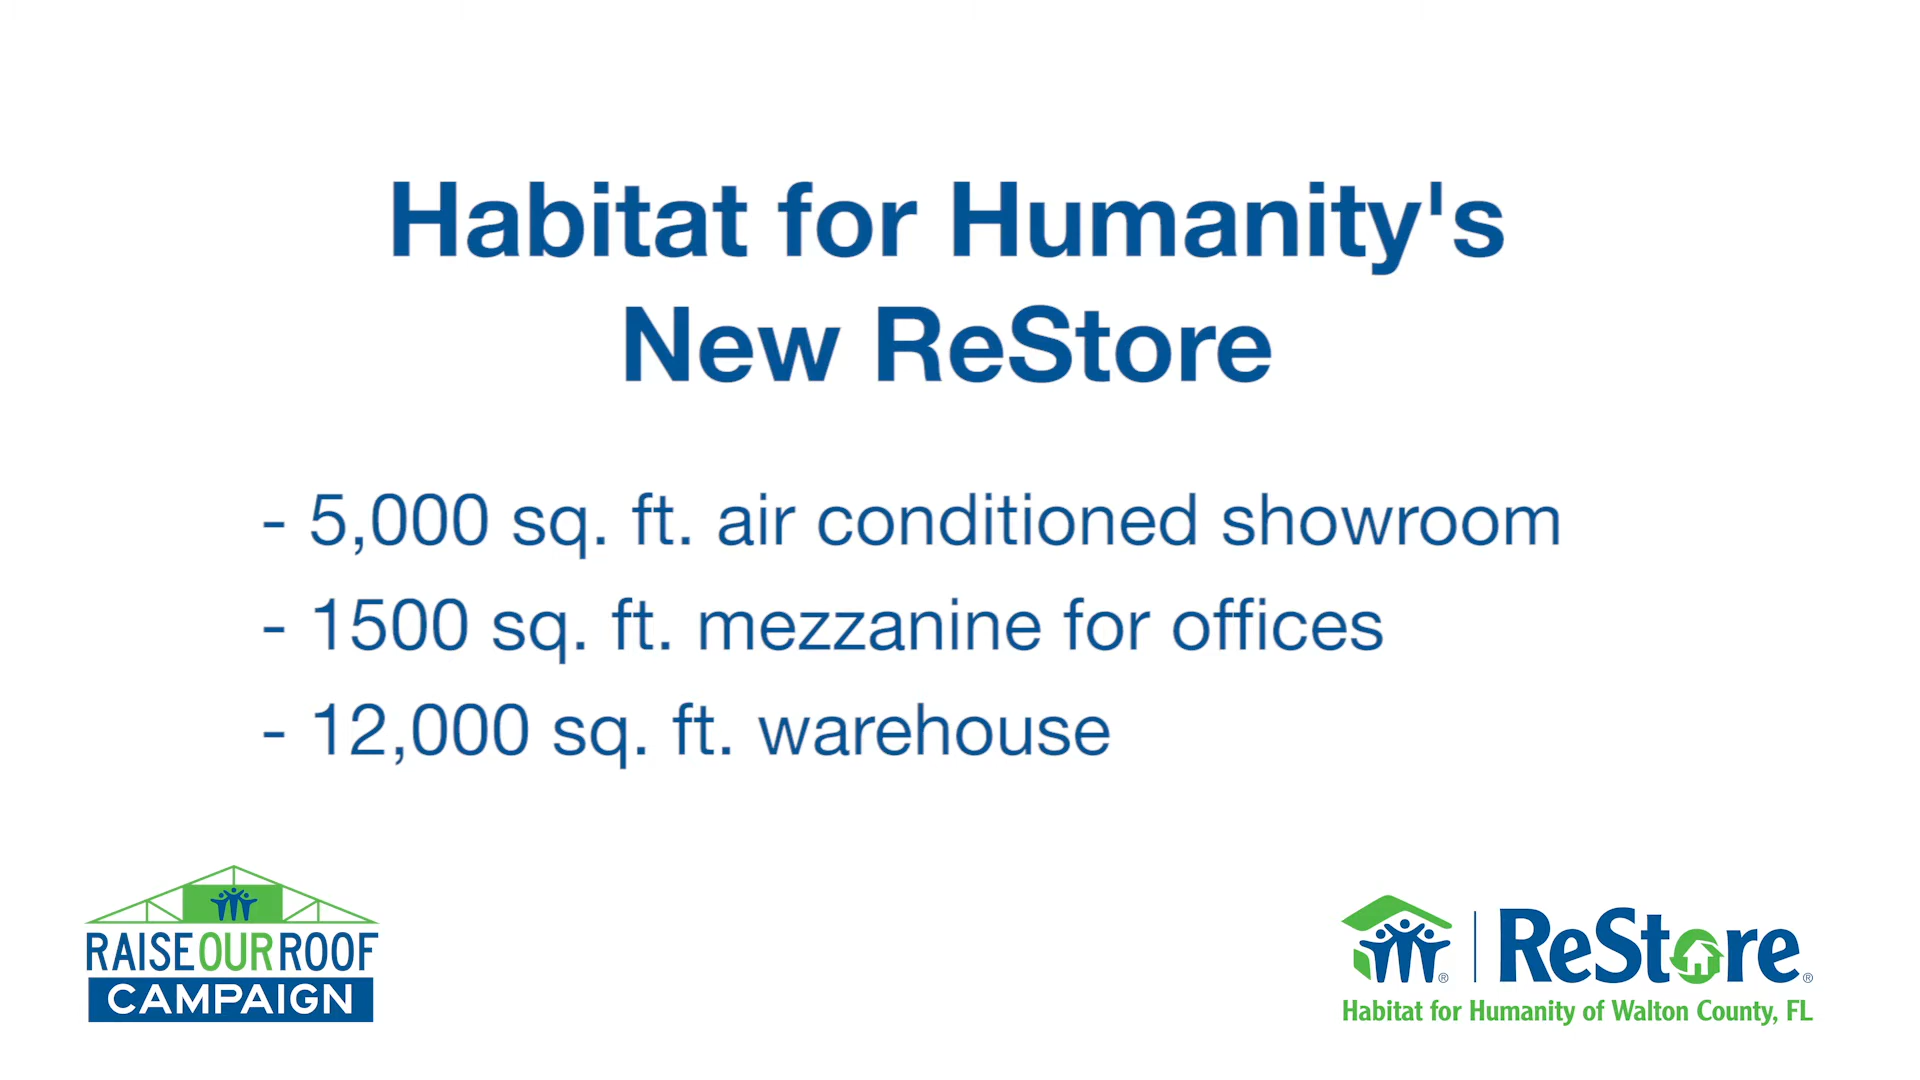 Habitat for Humanity's
New ReStore
- 5,000 sq. ft. air conditioned showroom
- 1500 sq. ft. mezzanine for offices
- 12,000 sq. ft. warehouse
RAISE OUR ROOF
CAMPAIGN
® ReStore®
Habitat for Humanity of Walton County, FL